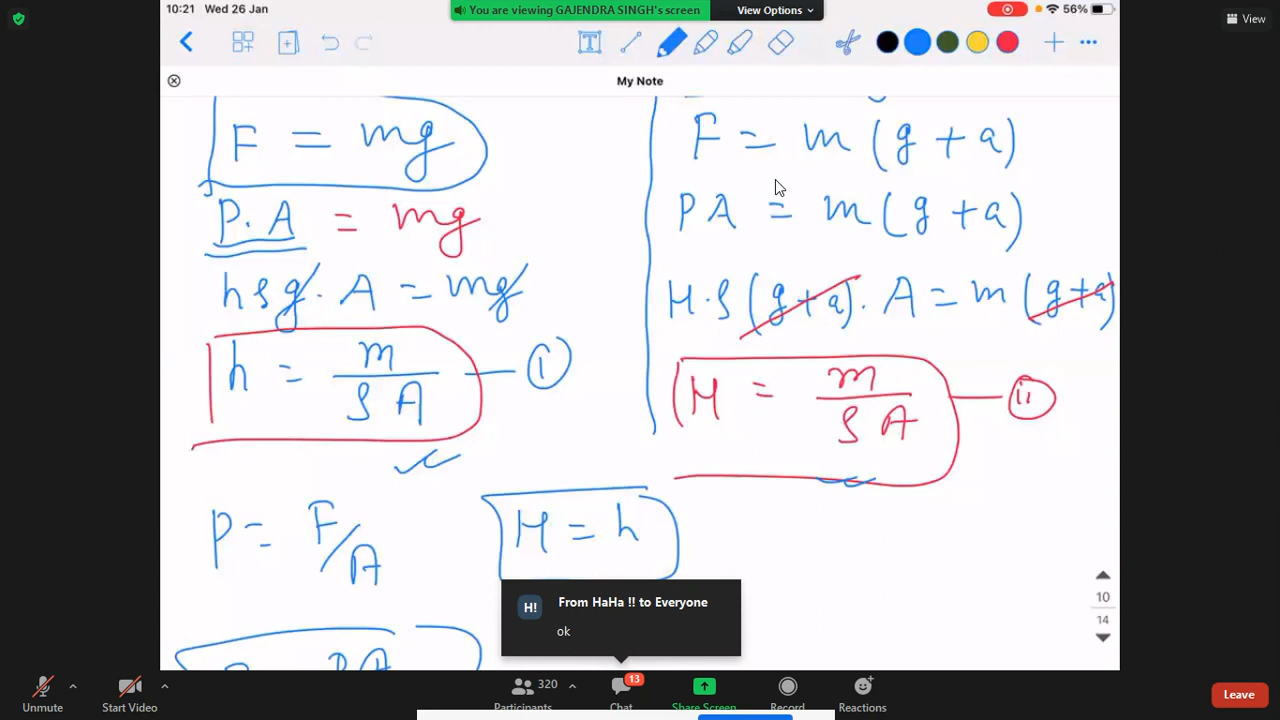 10:21 Wed 26 Jan
You are viewing GAJENDRA SINGH's screen
View Options
56%
View
My Note
F = mg
P.A = mg
hρg.A = mg
h = m/ρA — ①
P = F/A
F = m(g+a)
PA = m(g+a)
H.ρ(g+a).A = m(g+a)
H = m/ρA — ⅱ
H = h
10
14
H!
From HaHa !! to Everyone
ok
Unmute
Start Video
320
Participants
13
Chat
Share Screen
Record
Reactions
Leave